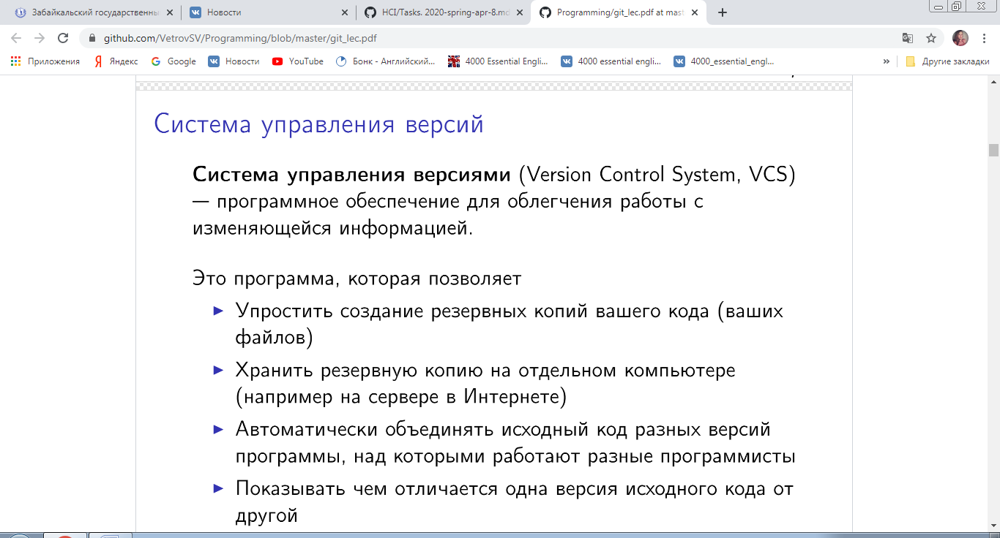 Забайкальский государственны
Новости
HCI/Tasks. 2020-spring-apr-8.md
Programming/git_lec.pdf at mast
github.com/VetrovSV/Programming/blob/master/git_lec.pdf
Приложения
Яндекс
Google
Новости
YouTube
Бонк - Английский...
4000 Essential Engli...
4000 essential engli...
4000_essential_engl...
»
Другие закладки
Система управления версий
Система управления версиями (Version Control System, VCS)
— программное обеспечение для облегчения работы с
изменяющейся информацией.
Это программа, которая позволяет
Упростить создание резервных копий вашего кода (ваших
файлов)
Хранить резервную копию на отдельном компьютере
(например на сервере в Интернете)
Автоматически объединять исходный код разных версий
программы, над которыми работают разные программисты
Показывать чем отличается одна версия исходного кода от
другой